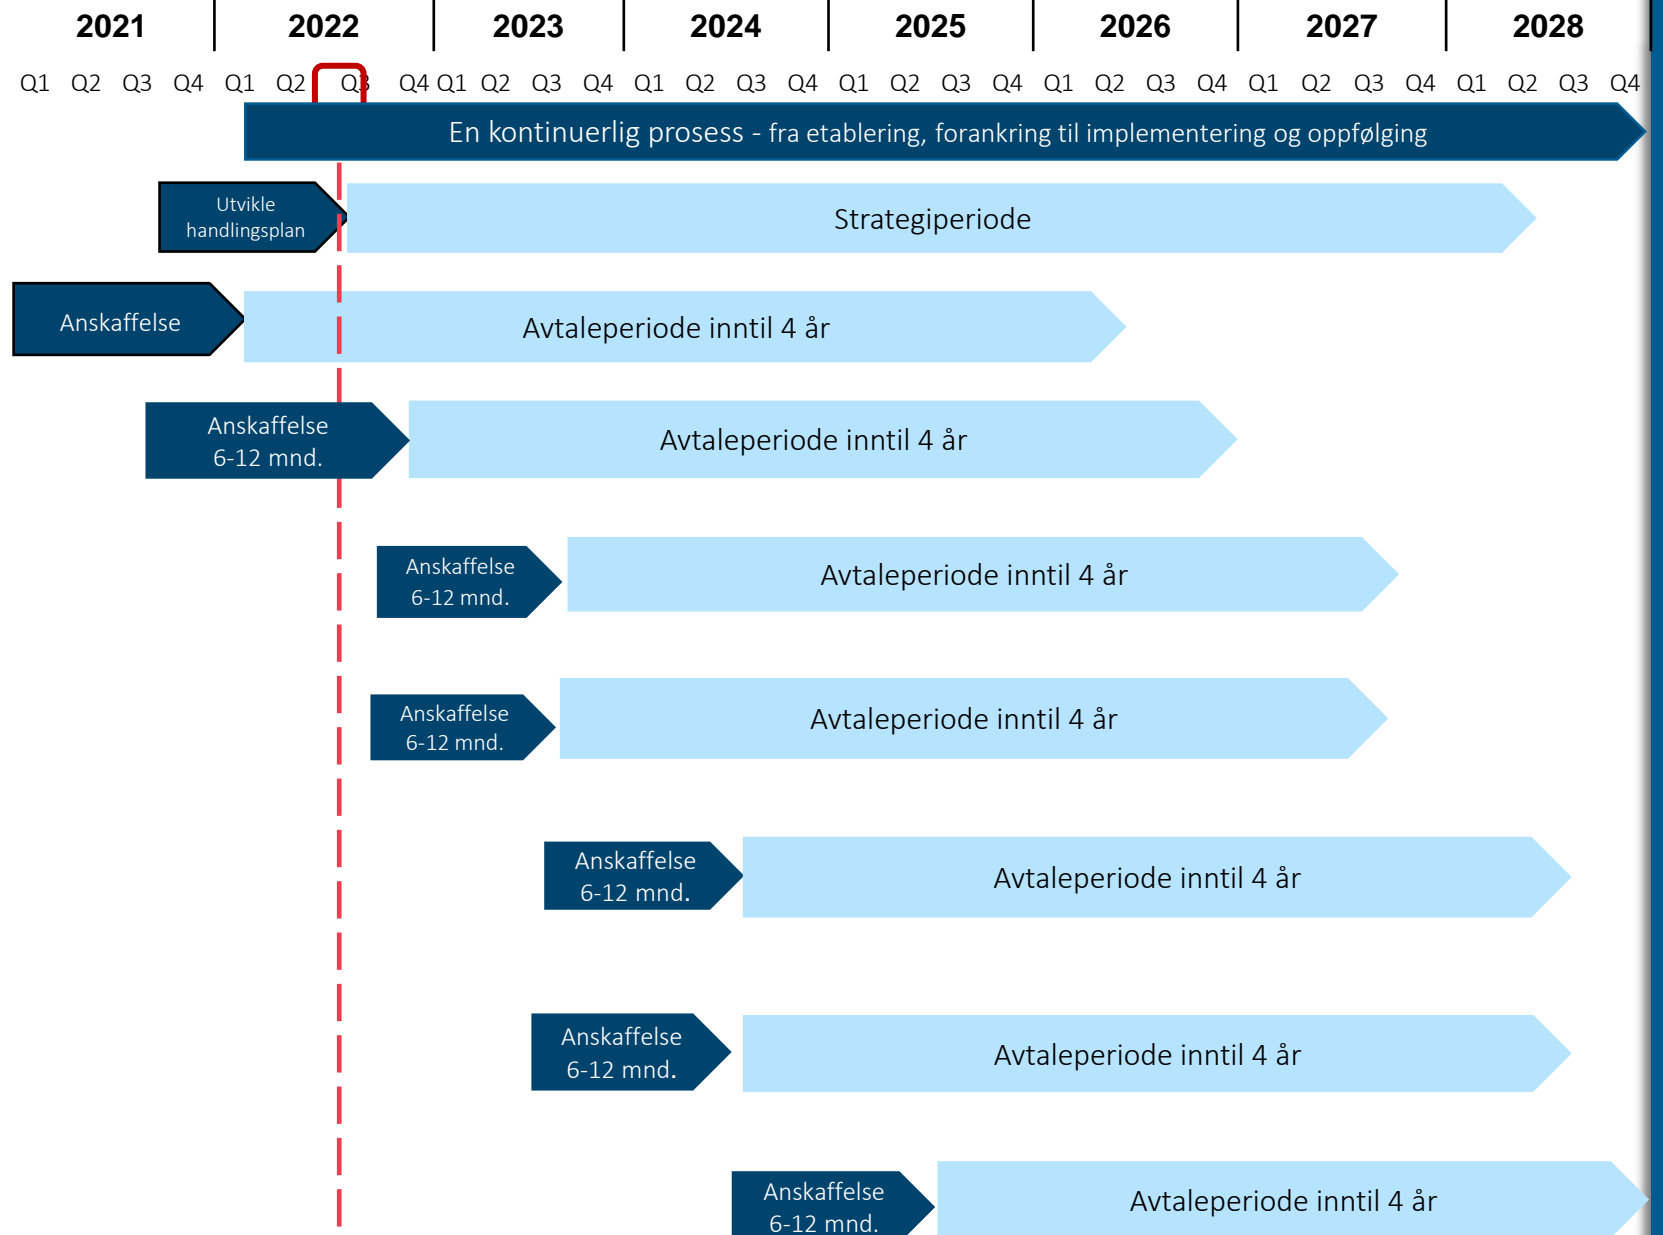 2021 2022 2023 2024 2025 2026 2027 2028
Q1 Q2 Q3 Q4 Q1 Q2 Q3 Q4 Q1 Q2 Q3 Q4 Q1 Q2 Q3 Q4 Q1 Q2 Q3 Q4 Q1 Q2 Q3 Q4 Q1 Q2 Q3 Q4 Q1 Q2 Q3 Q4
En kontinuerlig prosess - fra etablering, forankring til implementering og oppfølging
Utvikle
handlingsplan
Strategiperiode
Anskaffelse
Avtaleperiode inntil 4 år
Anskaffelse
6-12 mnd.
Avtaleperiode inntil 4 år
Anskaffelse
6-12 mnd.
Avtaleperiode inntil 4 år
Anskaffelse
6-12 mnd.
Avtaleperiode inntil 4 år
Anskaffelse
6-12 mnd.
Avtaleperiode inntil 4 år
Anskaffelse
6-12 mnd.
Avtaleperiode inntil 4 år
Anskaffelse
6-12 mnd.
Avtaleperiode inntil 4 år